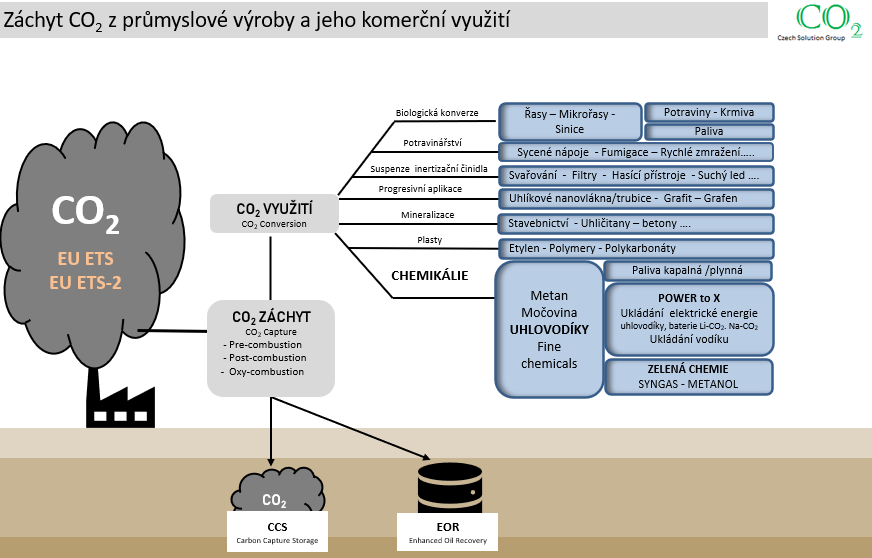 Záchyt CO2 z průmyslové výroby a jeho komerční využití
CO2
Czech Solution Group
CO2
EU ETS
EU ETS-2
CO2 VYUŽITÍ
CO2 Conversion
CO2 ZÁCHYT
CO2 Capture
- Pre-combustion
- Post-combustion
- Oxy-combustion
Biologická konverze
Řasy – Mikrořasy -
Sinice
Potraviny - Krmiva
Paliva
Potravinářství
Sycené nápoje - Fumigace – Rychlé zmražení…..
Suspenze inertizační činidla
Svařování - Filtry - Hasící přístroje - Suchý led ….
Progresivní aplikace
Uhlíkové nanovlákna/trubice - Grafit – Grafen
Mineralizace
Stavebnictví - Uhličitany – betony ….
Plasty
Etylen - Polymery - Polykarbonáty
CHEMIKÁLIE
Metan
Močovina
UHLOVODÍKY
Fine
chemicals
Paliva kapalná /plynná
POWER to X
Ukládání elektrické energie
uhlovodíky, baterie Li-CO2. Na-CO2
Ukládání vodíku
ZELENÁ CHEMIE
SYNGAS - METANOL
CO2
CCS
Carbon Capture Storage
EOR
Enhanced Oil Recovery